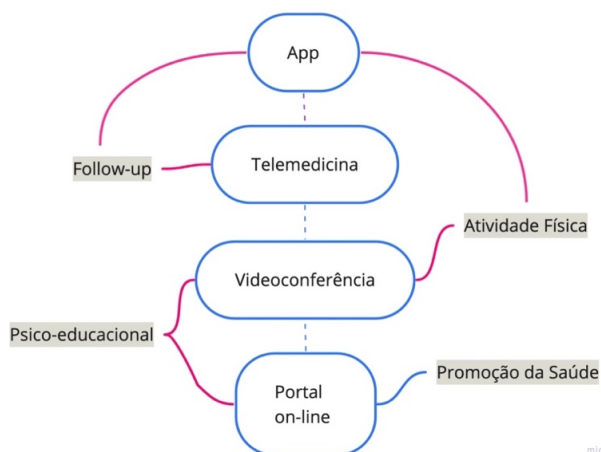 App
Follow-up
Telemedicina
Atividade Física
Videoconferência
Psico-educacional
Promoção da Saúde
Portal
on-line